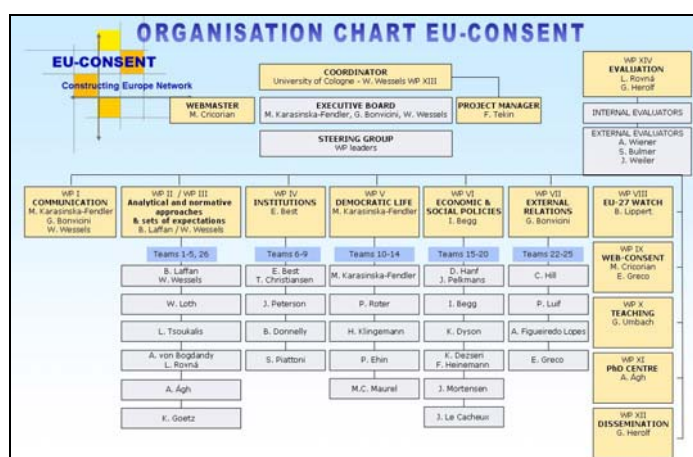 ORGANISATION CHART EU-CONSENT
EU-CONSENT
Constructing Europe Network
COORDINATOR
University of Cologne - W. Wessels WP XIII
WEBMASTER
M. Cricorian
EXECUTIVE BOARD
M. Karasinska-Fendler, G. Bonvicini, W. Wessels
PROJECT MANAGER
F. Tekin
STEERING GROUP
WP leaders
WP XIV
EVALUATION
L. Rovná
G. Herolf
INTERNAL EVALUATORS
EXTERNAL EVALUATORS
A. Wiener
S. Bulmer
J. Weiler
WP I
COMMUNICATION
M. Karasinska-Fendler
G. Bonvicini
W. Wessels
WP II / WP III
Analytical and normative
approaches
& sets of expectations
B. Laffan / W. Wessels
Teams 1-5, 26
B. Laffan
W. Wessels
W. Loth
L. Tsoukalis
A. von Bogdandy
L. Rovná
A. Ágh
K. Goetz
WP IV
INSTITUTIONS
E. Best
Teams 6-9
E. Best
T. Christiansen
J. Peterson
B. Donnelly
S. Piattoni
WP V
DEMOCRATIC LIFE
M. Karasinska-Fendler
Teams 10-14
M. Karasinska-Fendler
P. Roter
H. Klingemann
P. Ehin
M.C. Maurel
WP VI
ECONOMIC &
SOCIAL POLICIES
I. Begg
Teams 15-20
D. Hanf
J. Pelkmans
I. Begg
K. Dyson
K. Dezseri
F. Heinemann
J. Mortensen
J. Le Cacheux
WP VII
EXTERNAL
RELATIONS
G. Bonvicini
Teams 22-25
C. Hill
P. Luif
A. Figueiredo Lopes
E. Greco
WP VIII
EU-27 WATCH
B. Lippert
WP IX
WEB-CONSENT
M. Cricorian
E. Greco
WP X
TEACHING
G. Umbach
WP XI
PhD CENTRE
A. Ágh
WP XII
DISSEMINATION
G. Herolf